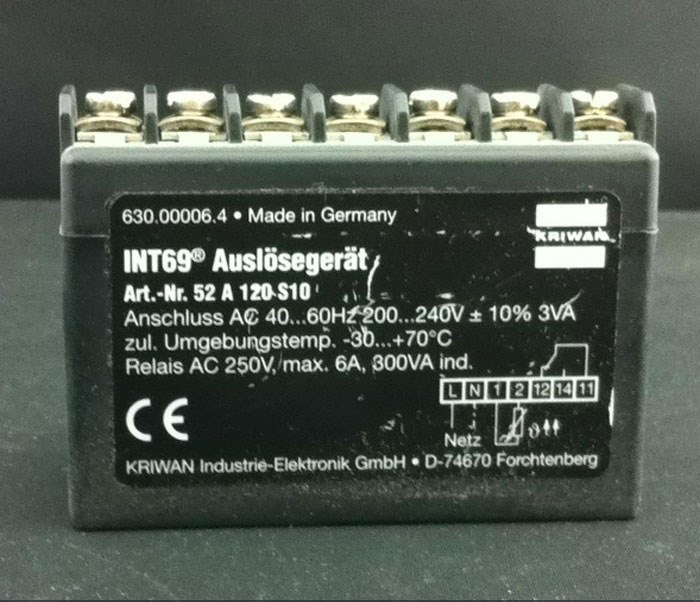 630.00006.4 • Made in Germany
KRIWAN
INT69® Auslösegerät
Art.-Nr. 52 A 120-S10
Anschluss AC 40...60Hz 200...240V ± 10% 3VA
zul. Umgebungstemp. -30...+70°C
Relais AC 250V, max. 6A, 300VA ind.
L N 1 2 12 14 11
CE
Netz ϑ
KRIWAN Industrie-Elektronik GmbH • D-74670 Forchtenberg